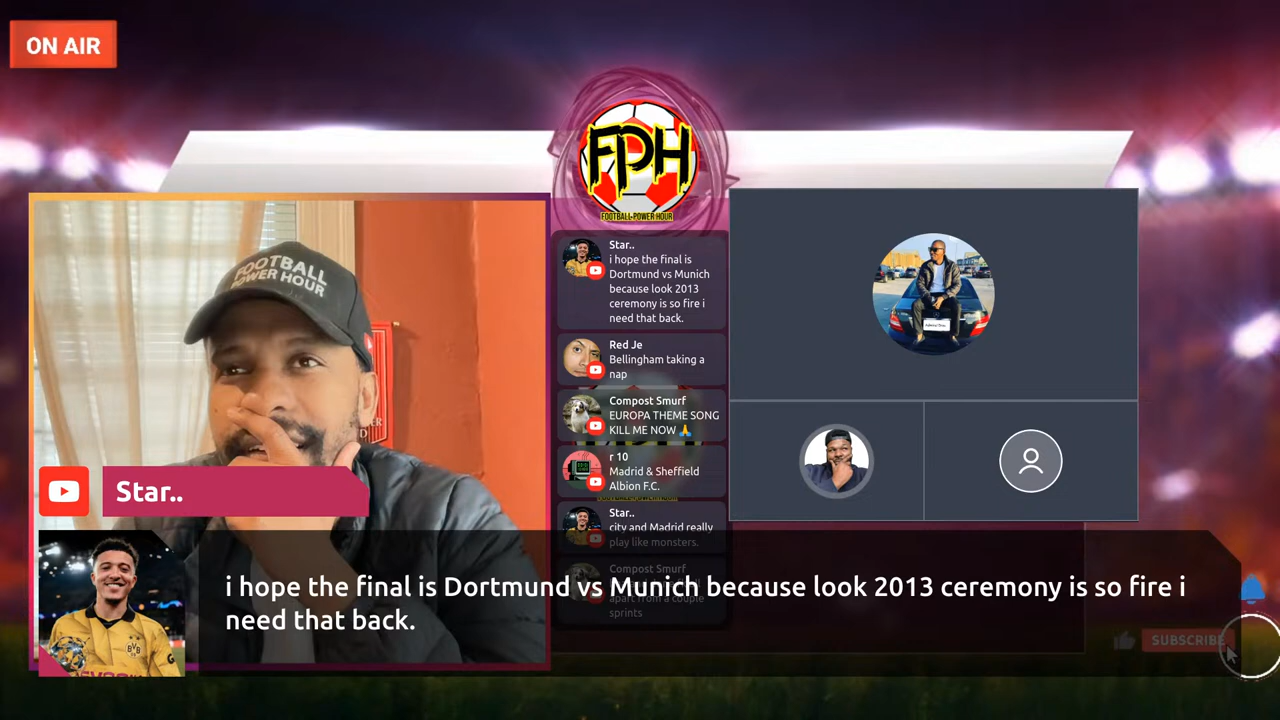 ON AIR
FPH
FOOTBALL POWER HOUR
FOOTBALL
POWER HOUR
Star..
i hope the final is
Dortmund vs Munich
because look 2013
ceremony is so fire i
need that back.
Red Je
Bellingham taking a
nap
Compost Smurf
EUROPA THEME SONG
KILL ME NOW 🙏
r 10
Madrid & Sheffield
Albion F.C.
Star..
city and Madrid really
play like monsters.
Compost Smurf
apart from a couple
sprints
Star..
i hope the final is Dortmund vs Munich because look 2013 ceremony is so fire i
need that back.
BVB
SUBSCRIBE